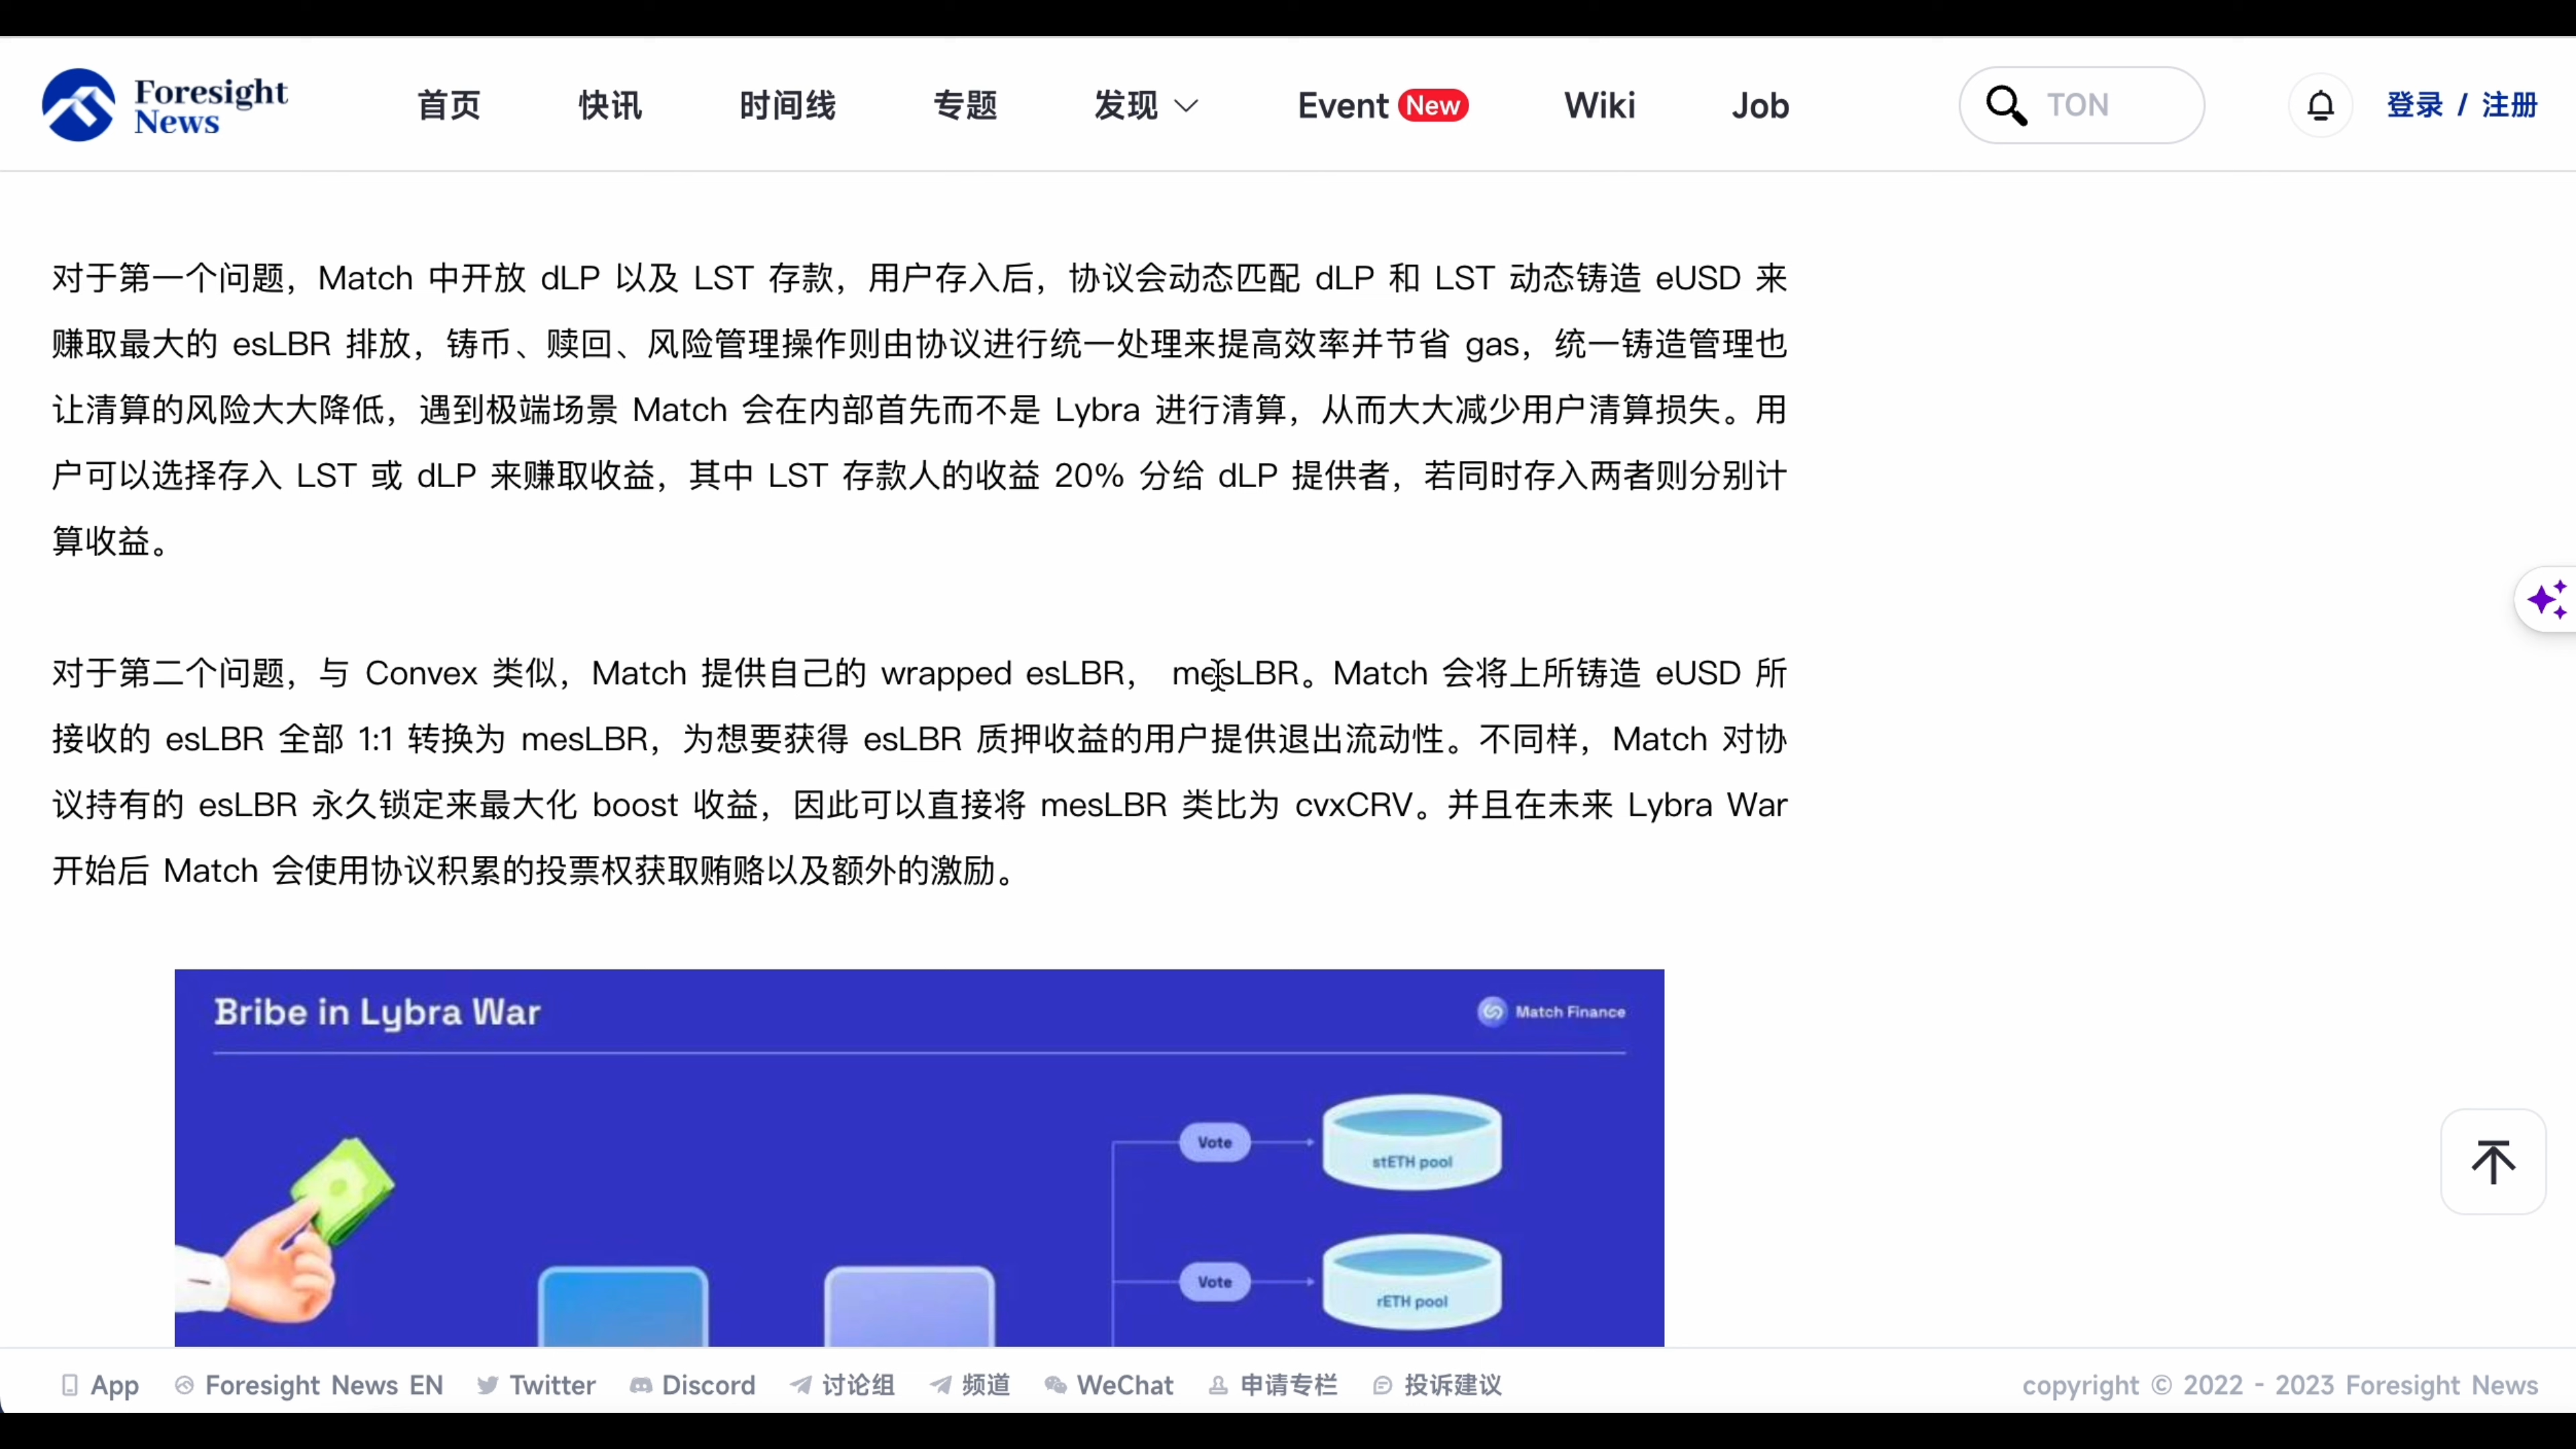 Foresight News
首页 快讯 时间线 专题 发现 Event New Wiki Job TON 登录 / 注册
对于第一个问题，Match 中开放 dLP 以及 LST 存款，用户存入后，协议会动态匹配 dLP 和 LST 动态铸造 eUSD 来
赚取最大的 esLBR 排放，铸币、赎回、风险管理操作则由协议进行统一处理来提高效率并节省 gas，统一铸造管理也
让清算的风险大大降低，遇到极端场景 Match 会在内部首先而不是 Lybra 进行清算，从而大大减少用户清算损失。用
户可以选择存入 LST 或 dLP 来赚取收益，其中 LST 存款人的收益 20% 分给 dLP 提供者，若同时存入两者则分别计
算收益。
对于第二个问题，与 Convex 类似，Match 提供自己的 wrapped esLBR， mesLBR。Match 会将上所铸造 eUSD 所
接收的 esLBR 全部 1:1 转换为 mesLBR，为想要获得 esLBR 质押收益的用户提供退出流动性。不同样，Match 对协
议持有的 esLBR 永久锁定来最大化 boost 收益，因此可以直接将 mesLBR 类比为 cvxCRV。并且在未来 Lybra War
开始后 Match 会使用协议积累的投票权获取贿赂以及额外的激励。
Bribe in Lybra War
Match Finance
Vote
stETH pool
Vote
rETH pool
App Foresight News EN Twitter Discord 讨论组 频道 WeChat 申请专栏 投诉建议 copyright © 2022 - 2023 Foresight News